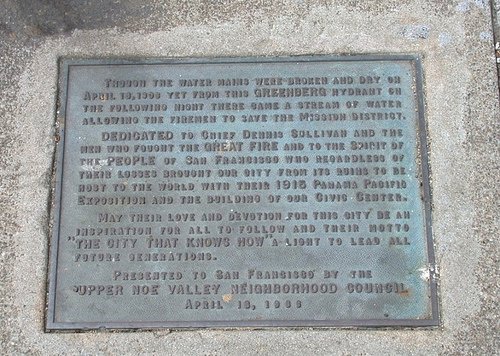 THOUGH THE WATER MAINS WERE BROKEN AND DRY ON
APRIL 18, 1906 YET FROM THIS GREENBERG HYDRANT ON
THE FOLLOWING NIGHT THERE CAME A STREAM OF WATER
ALLOWING THE FIREMEN TO SAVE THE MISSION DISTRICT.
DEDICATED TO CHIEF DENNIS SULLIVAN AND THE
MEN WHO FOUGHT THE GREAT FIRE AND TO THE SPIRIT OF
THE PEOPLE OF SAN FRANCISCO WHO REGARDLESS OF
THEIR LOSSES BROUGHT OUR CITY FROM ITS RUINS TO BE
HOST TO THE WORLD WITH THEIR 1915 PANAMA PACIFIC
EXPOSITION AND THE BUILDING OF OUR CIVIC CENTER.
MAY THEIR LOVE AND DEVOTION FOR THIS CITY BE AN
INSPIRATION FOR ALL TO FOLLOW AND THEIR MOTTO
"THE CITY THAT KNOWS HOW" A LIGHT TO LEAD ALL
FUTURE GENERATIONS.
PRESENTED TO SAN FRANCISCO BY THE
UPPER NOE VALLEY NEIGHBORHOOD COUNCIL
APRIL 18,